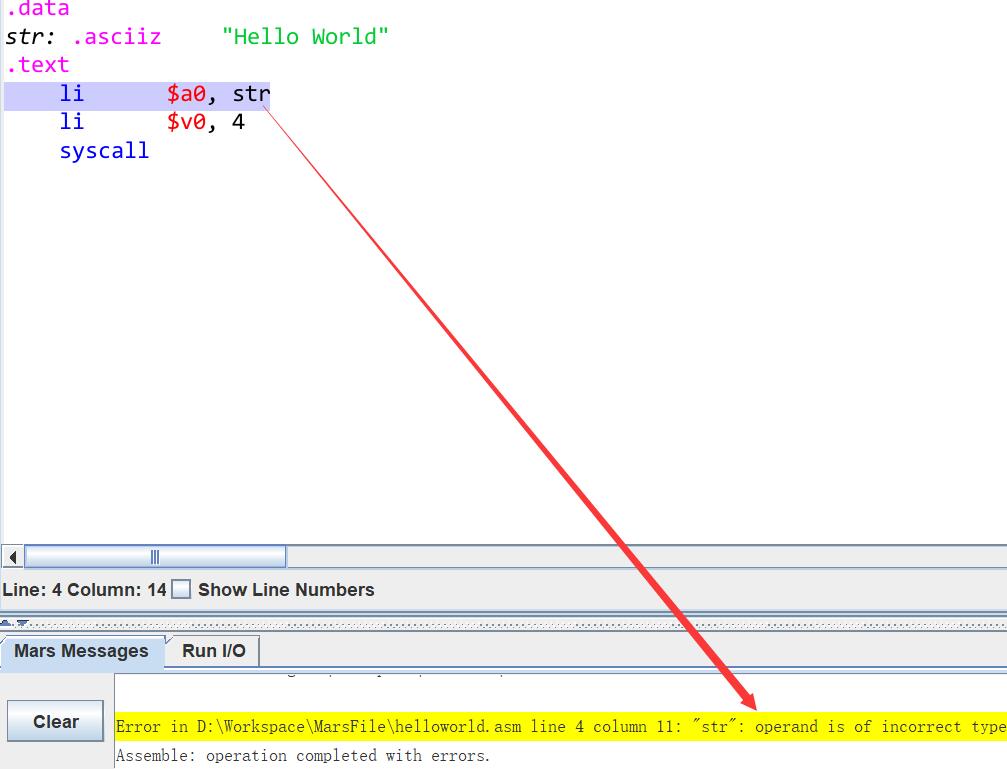 .data
str: .asciiz "Hello World"
.text
li $a0, str
li $v0, 4
syscall
Line: 4 Column: 14 Show Line Numbers
Mars Messages Run I/O
Clear
Error in D:\Workspace\MarsFile\helloworld.asm line 4 column 11: "str": operand is of incorrect type
Assemble: operation completed with errors.